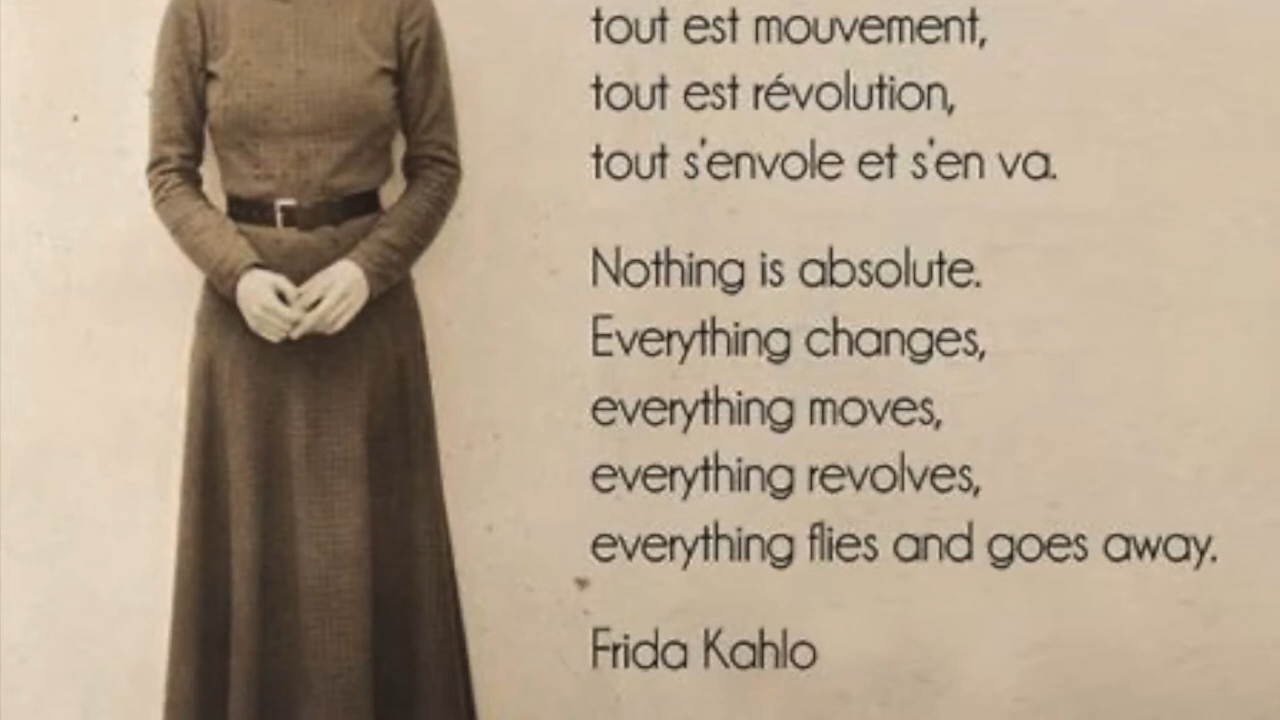 tout est mouvement,
tout est révolution,
tout s'envole et s'en va.
Nothing is absolute.
Everything changes,
everything moves,
everything revolves,
everything flies and goes away.
Frida Kahlo